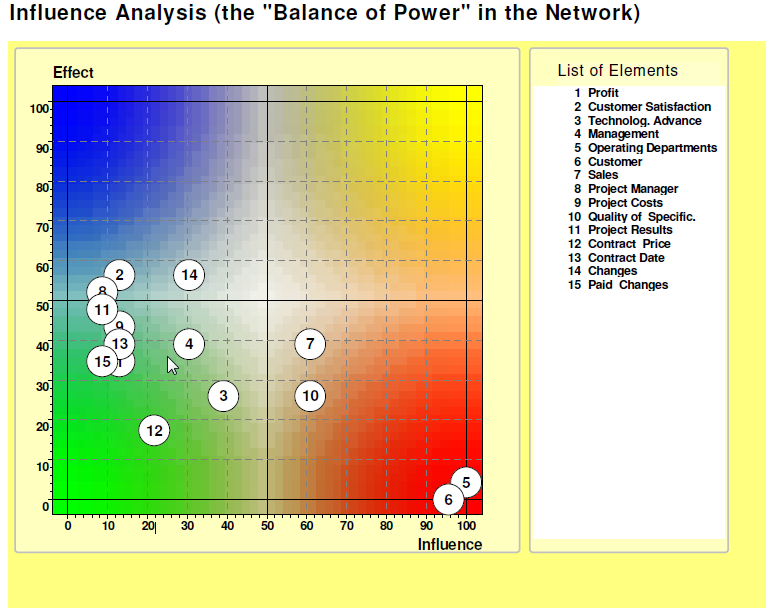 Influence Analysis (the "Balance of Power" in the Network)
Effect
100
90
80
70
60
50
40
30
20
10
0
0 10 20 30 40 50 60 70 80 90 100
Influence
2
14
8
11
9
13
4
7
15
1
3
10
12
5
6
List of Elements
1 Profit
2 Customer Satisfaction
3 Technolog. Advance
4 Management
5 Operating Departments
6 Customer
7 Sales
8 Project Manager
9 Project Costs
10 Quality of Specific.
11 Project Results
12 Contract Price
13 Contract Date
14 Changes
15 Paid Changes